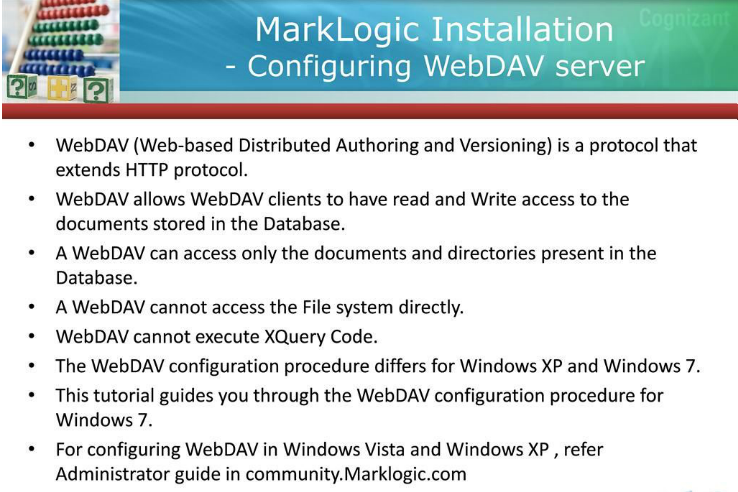 Cognizant
MarkLogic Installation
- Configuring WebDAV server
• WebDAV (Web-based Distributed Authoring and Versioning) is a protocol that
extends HTTP protocol.
• WebDAV allows WebDAV clients to have read and Write access to the
documents stored in the Database.
• A WebDAV can access only the documents and directories present in the
Database.
• A WebDAV cannot access the File system directly.
• WebDAV cannot execute XQuery Code.
• The WebDAV configuration procedure differs for Windows XP and Windows 7.
• This tutorial guides you through the WebDAV configuration procedure for
Windows 7.
• For configuring WebDAV in Windows Vista and Windows XP , refer
Administrator guide in community.Marklogic.com